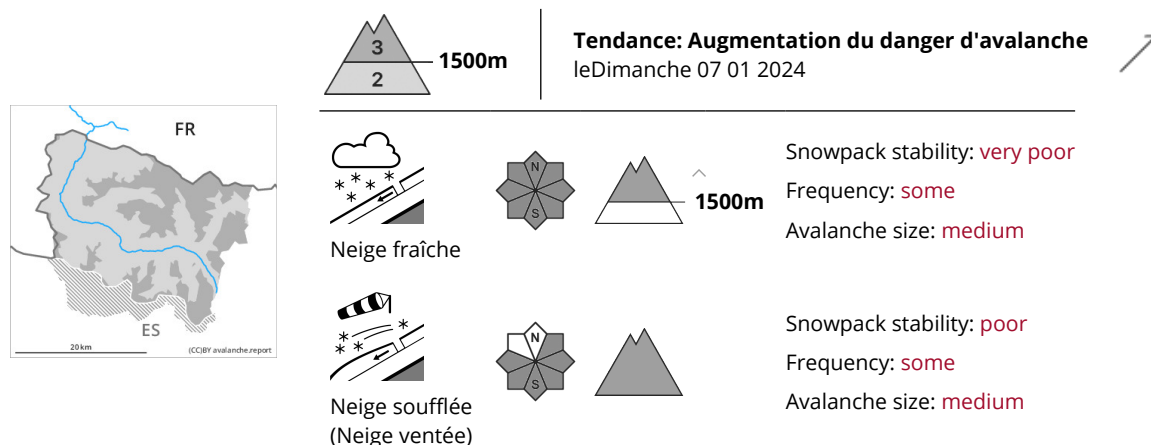 3
2
1500m
Tendance: Augmentation du danger d'avalanche
leDimanche 07 01 2024
FR
ES
20 km
(CC)BY avalanche.report
N
S
1500m
Neige fraîche
Snowpack stability: very poor
Frequency: some
Avalanche size: medium
N
S
Neige soufflée
(Neige ventée)
Snowpack stability: poor
Frequency: some
Avalanche size: medium